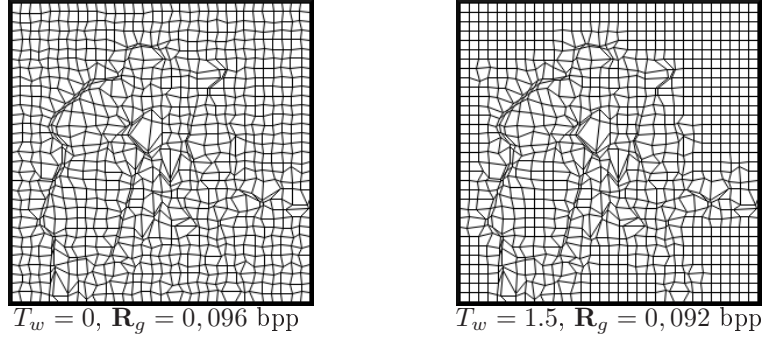 T_w = 0, R_g = 0,096 bpp
T_w = 1.5, R_g = 0,092 bpp